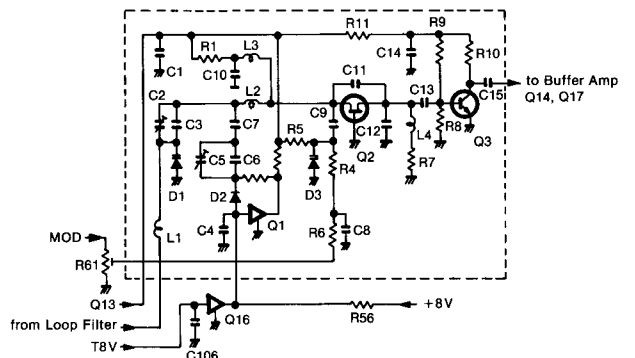 R11
R9
R1
L3
R10
C1
C10
C14
C11
C2
L2
C13
C15
to Buffer Amp
Q14, Q17
C3
C7
R5
C9
C12
Q2
L4
R8
Q3
C5
C6
D1
D3
R4
R7
D2
Q1
C4
L1
R6
C8
MOD
R61
Q13
from Loop Filter
Q16
+8V
R56
T8V
C106